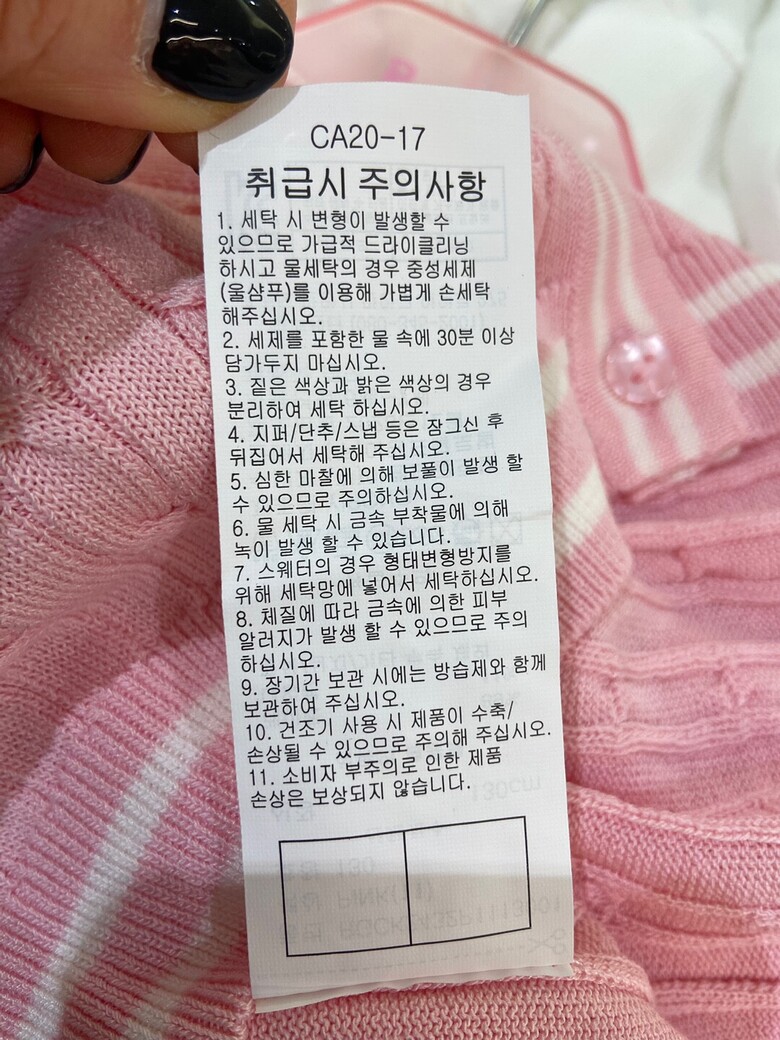 CA20-17
취급시 주의사항
1. 세탁 시 변형이 발생할 수
있으므로 가급적 드라이클리닝
하시고 물세탁의 경우 중성세제
(울샴푸)를 이용해 가볍게 손세탁
해주십시오.
2. 세제를 포함한 물 속에 30분 이상
담가두지 마십시오.
3. 짙은 색상과 밝은 색상의 경우
분리하여 세탁 하십시오.
4. 지퍼/단추/스냅 등은 잠그신 후
뒤집어서 세탁해 주십시오.
5. 심한 마찰에 의해 보풀이 발생 할
수 있으므로 주의하십시오.
6. 물 세탁 시 금속 부착물에 의해
녹이 발생 할 수 있습니다.
7. 스웨터의 경우 형태변형방지를
위해 세탁망에 넣어서 세탁하십시오.
8. 체질에 따라 금속에 의한 피부
알러지가 발생 할 수 있으므로 주의
하십시오.
9. 장기간 보관 시에는 방습제와 함께
보관하여 주십시오.
10. 건조기 사용 시 제품이 수축/
손상될 수 있으므로 주의해 주십시오.
11. 소비자 부주의로 인한 제품
손상은 보상되지 않습니다.
130cm
130
PINK(71)